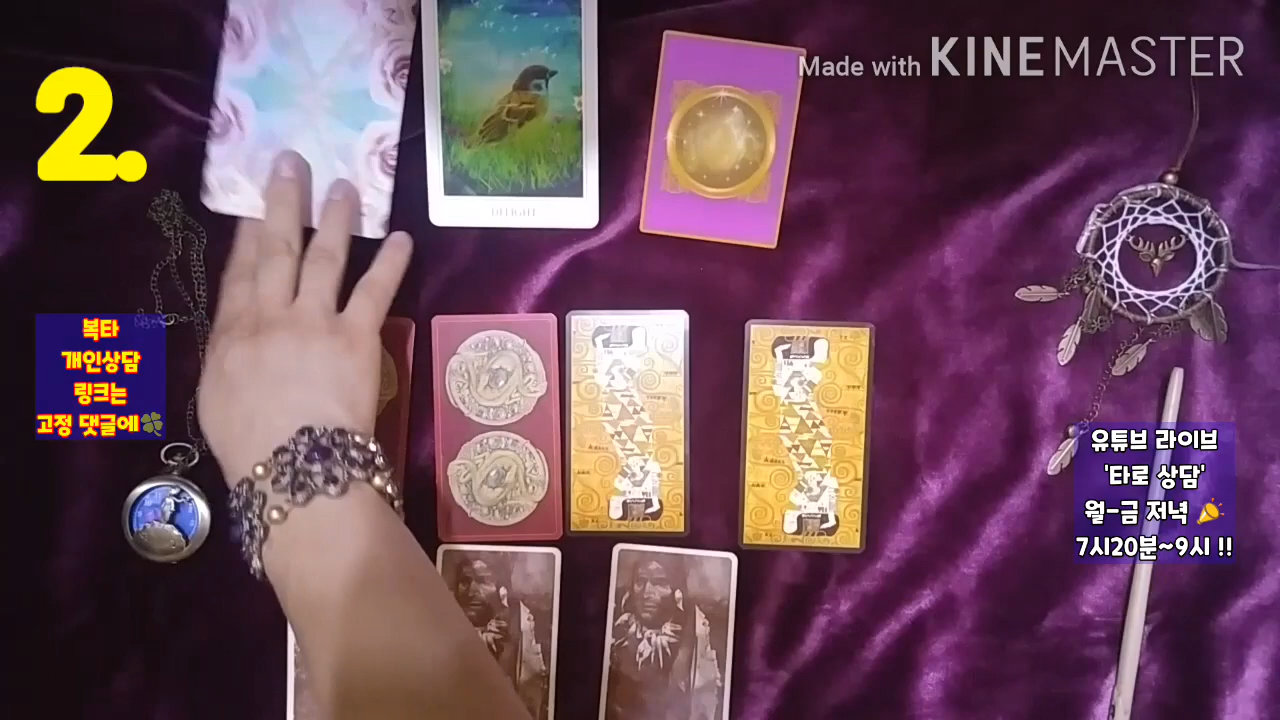 Made with KINEMASTER
2.
DELIGHT
복타
개인상담
링크는
고정 댓글에🍀
유튜브 라이브
'타로 상담'
월-금 저녁 🎉
7시20분~9시 !!